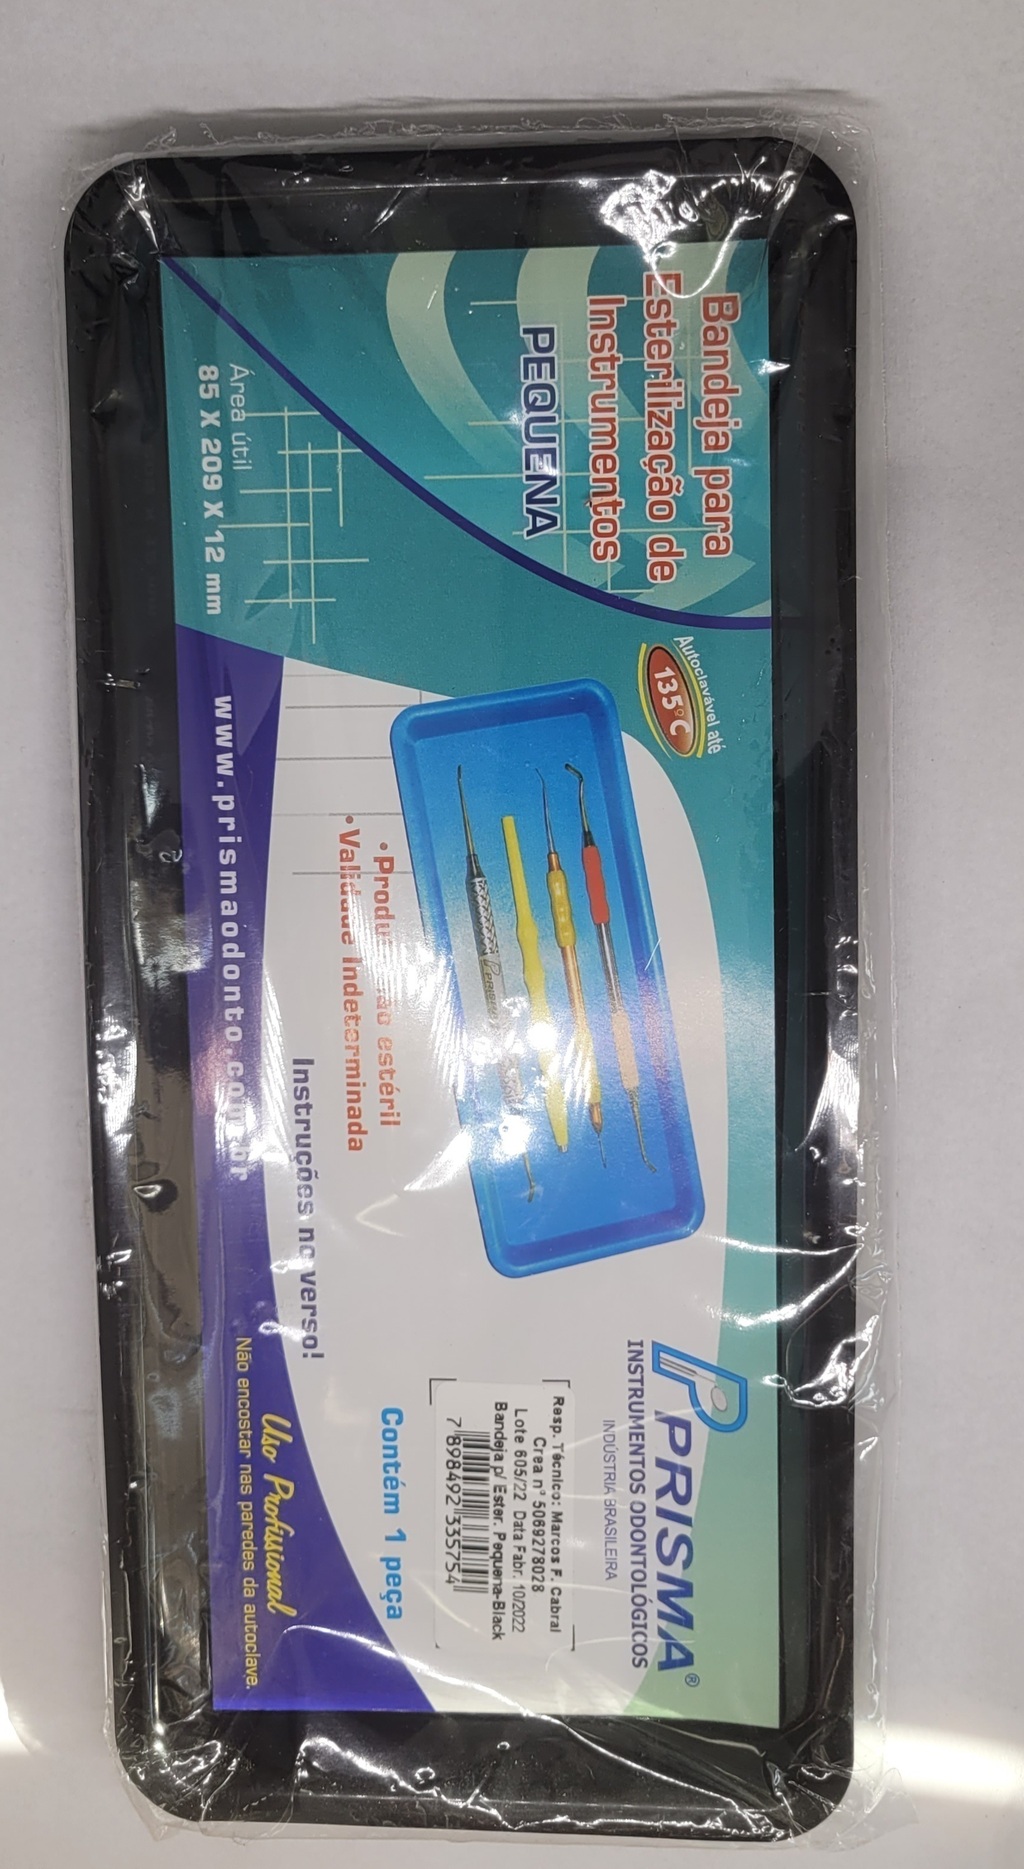 Bandeja para
Esterilização de
Instrumentos
PEQUENA
Área útil
85 X 209 X 12 mm
Autoclavável até
135ºC
PRISMA
• Produto não estéril
• Validade Indeterminada
www.prismaodonto.com.br
Instruções no verso!
PRISMA®
INSTRUMENTOS ODONTOLÓGICOS
INDÚSTRIA BRASILEIRA
Resp. Técnico: Marcos F. Cabral
Crea n° 5069278028
Lote 605/22 Data Fabr. 10/2022
Bandeja p/ Ester. Pequena-Black
7 898492 335754
Contém 1 peça
Uso Profissional
Não encostar nas paredes da autoclave.